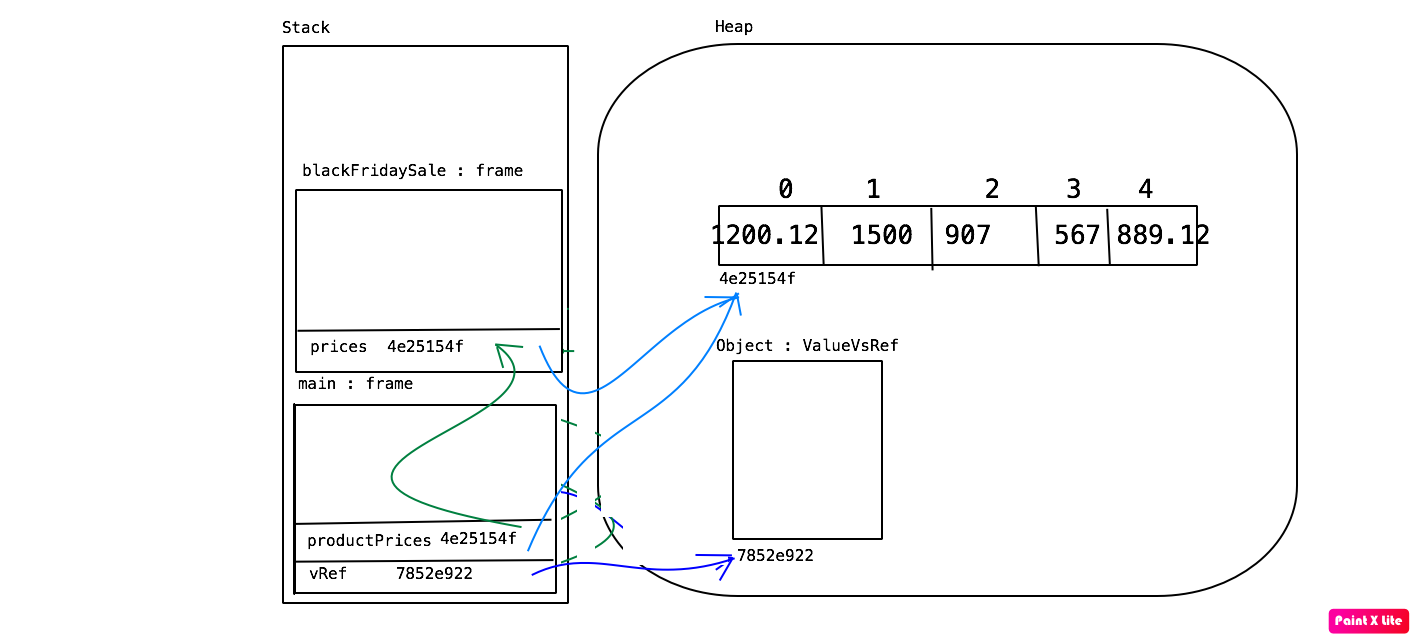 Stack
Heap
blackFridaySale : frame
0 1 2 3 4
1200.12 1500 907 567 889.12
4e25154f
prices 4e25154f
Object : ValueVsRef
main : frame
productPrices 4e25154f
7852e922
vRef 7852e922
Paint X Lite